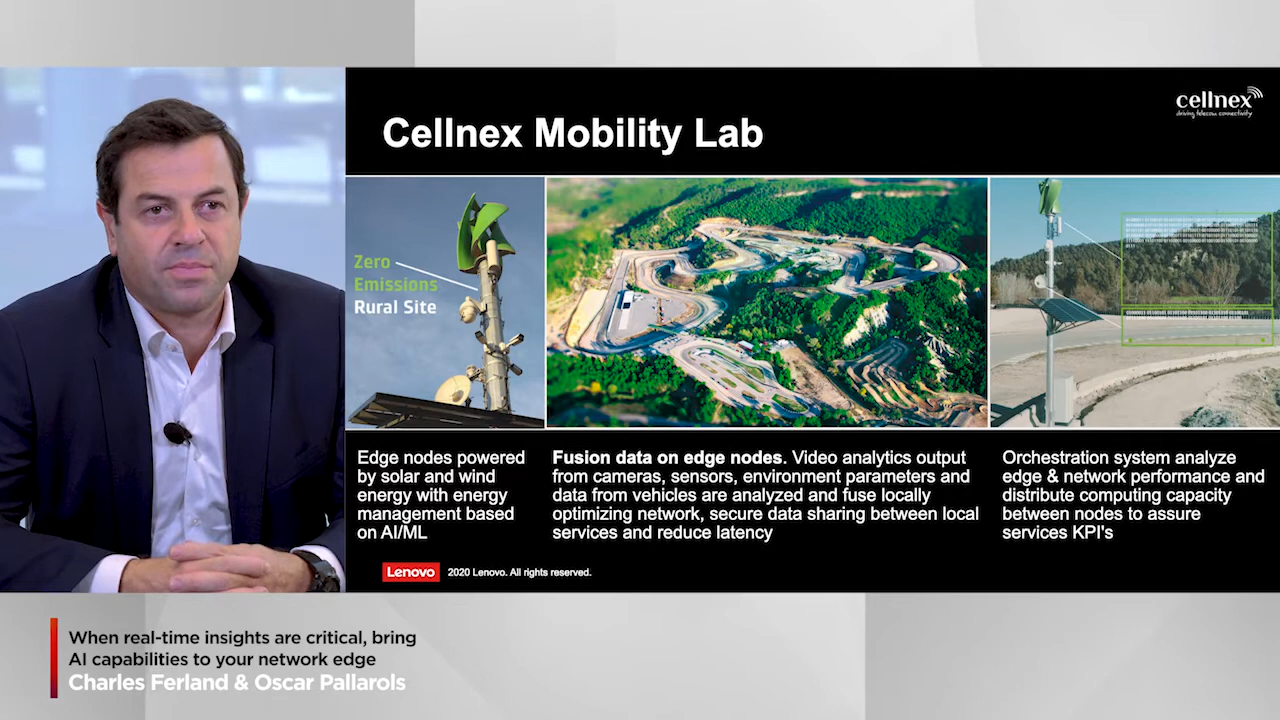 cellnex
driving telecom connectivity
Cellnex Mobility Lab
Zero
Emissions
Rural Site
Edge nodes powered
by solar and wind
energy with energy
management based
on AI/ML
Fusion data on edge nodes. Video analytics output
from cameras, sensors, environment parameters and
data from vehicles are analyzed and fuse locally
optimizing network, secure data sharing between local
services and reduce latency
Orchestration system analyze
edge & network performance and
distribute computing capacity
between nodes to assure
services KPI's
Lenovo 2020 Lenovo. All rights reserved.
When real-time insights are critical, bring
AI capabilities to your network edge
Charles Ferland & Oscar Pallarols